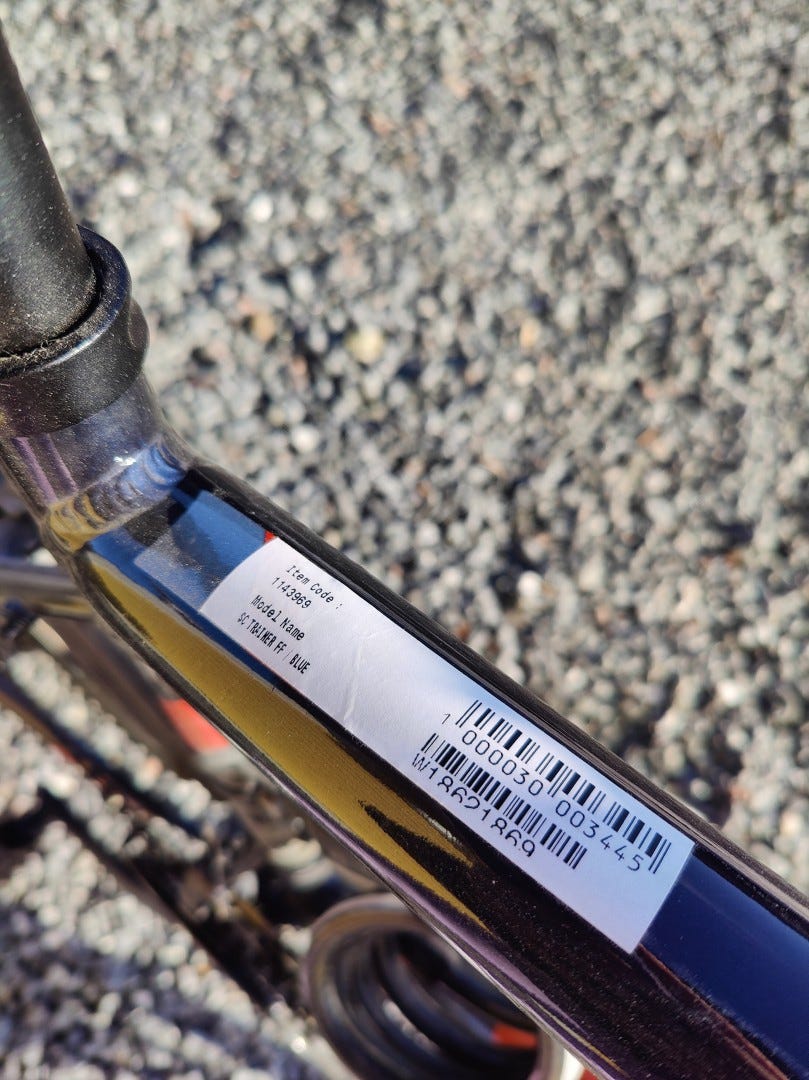 Item Code :
1143969
Model Name
SC TRAINER FF / BLUE
1 000030 003445
W18621869